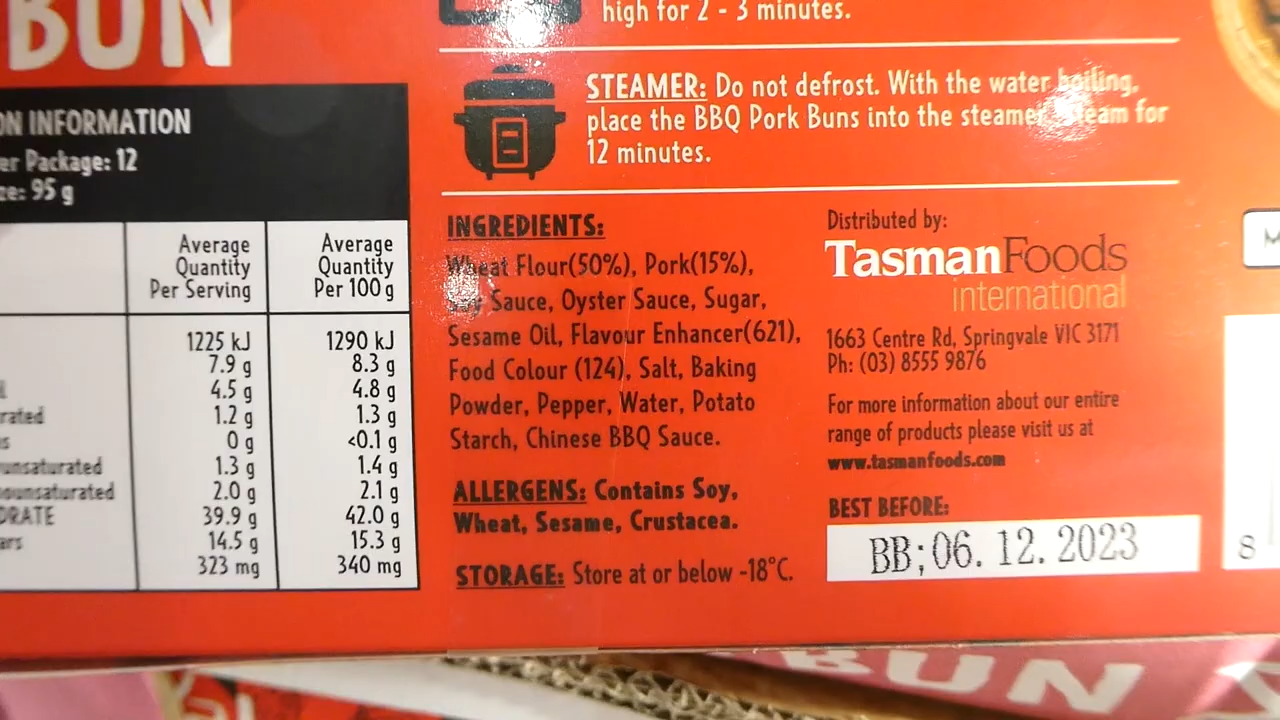 BUN
high for 2 - 3 minutes.
STEAMER: Do not defrost. With the water boiling,
place the BBQ Pork Buns into the steamer. Steam for
12 minutes.
ON INFORMATION
er Package: 12
ze: 95 g
Average Quantity Per Serving
Average Quantity Per 100 g
1225 kJ 1290 kJ
7.9 g 8.3 g
4.5 g 4.8 g
rated 1.2 g 1.3 g
s 0 g <0.1 g
unsaturated 1.3 g 1.4 g
ounsaturated 2.0 g 2.1 g
DRATE 39.9 g 42.0 g
ars 14.5 g 15.3 g
323 mg 340 mg
INGREDIENTS:
Wheat Flour(50%), Pork(15%),
Soy Sauce, Oyster Sauce, Sugar,
Sesame Oil, Flavour Enhancer(621),
Food Colour (124), Salt, Baking
Powder, Pepper, Water, Potato
Starch, Chinese BBQ Sauce.
ALLERGENS: Contains Soy,
Wheat, Sesame, Crustacea.
STORAGE: Store at or below -18°C.
Distributed by:
TasmanFoods
international
1663 Centre Rd, Springvale VIC 3171
Ph: (03) 8555 9876
For more information about our entire
range of products please visit us at
www.tasmanfoods.com
BEST BEFORE:
BB;06. 12. 2023
8
BUN